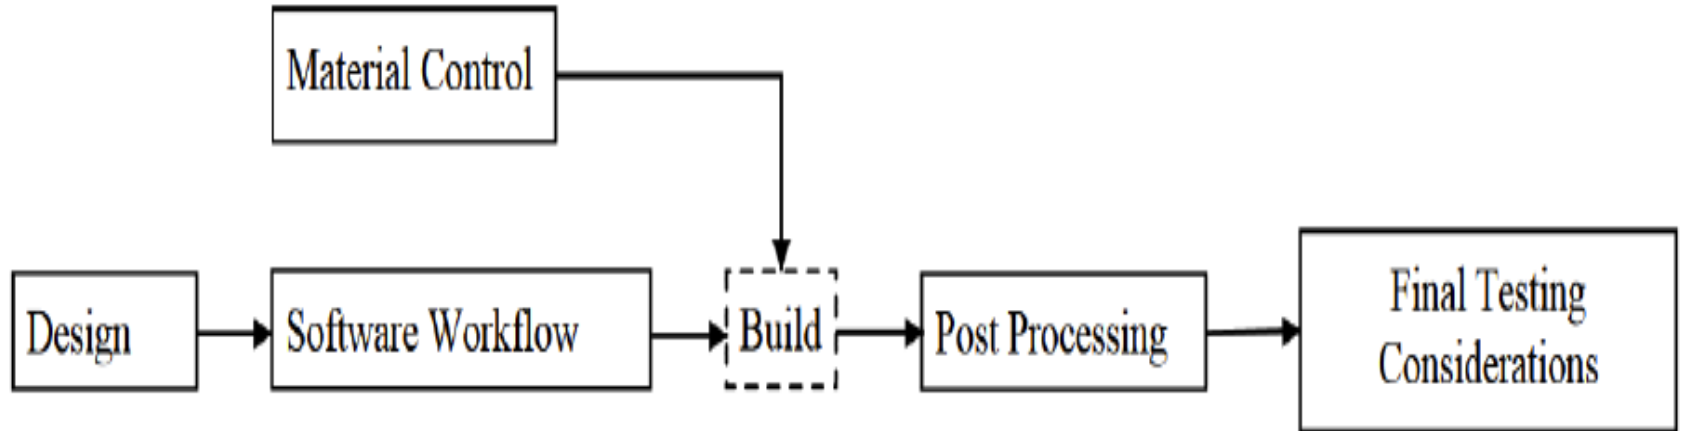 Material Control
Design
Software Workflow
Build
Post Processing
Final Testing
Considerations